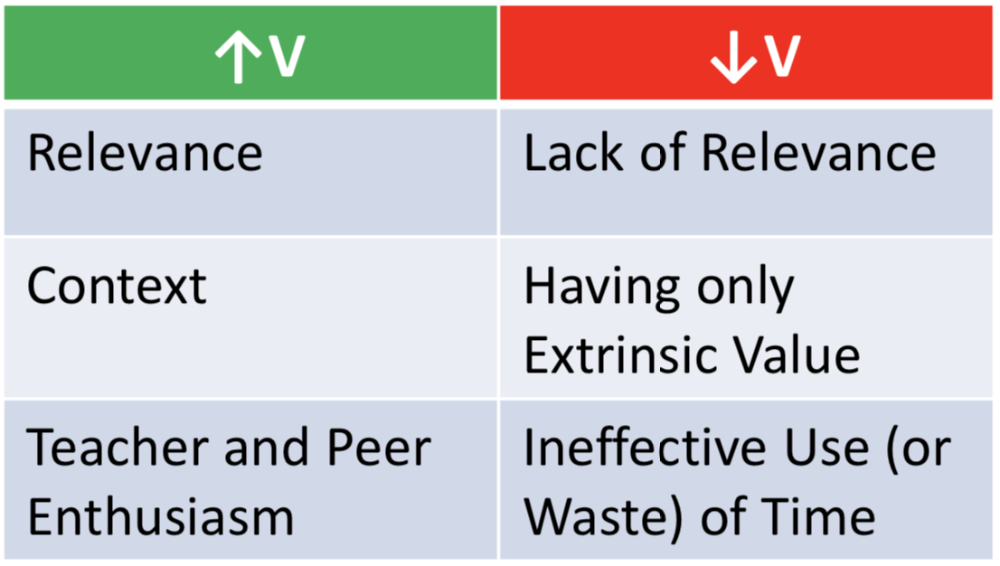 ↑V
↓V
Relevance
Lack of Relevance
Context
Having only
Extrinsic Value
Teacher and Peer
Enthusiasm
Ineffective Use (or
Waste) of Time